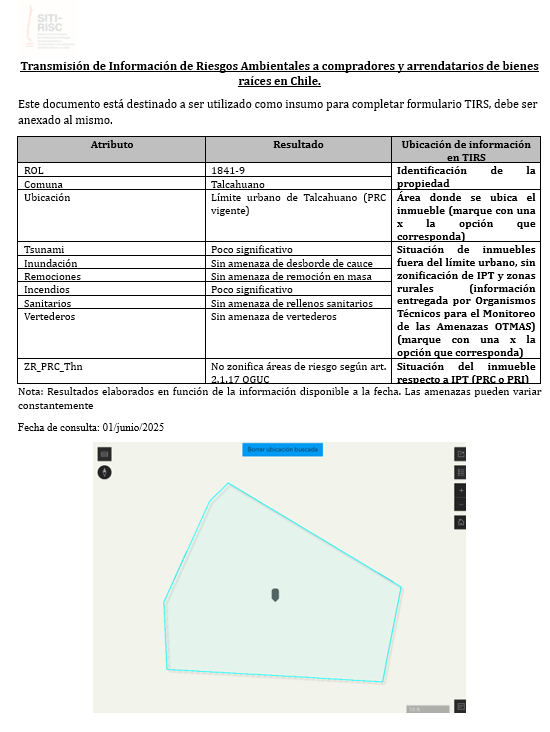 SITI-
RISC
Transmisión de Información de Riesgos Ambientales a compradores y arrendatarios de bienes
raíces en Chile.
Este documento está destinado a ser utilizado como insumo para completar formulario TIRS, debe ser
anexado al mismo.
Atributo Resultado Ubicación de información
en TIRS
ROL 1841-9 Identificación de la
Comuna Talcahuano propiedad
Ubicación Límite urbano de Talcahuano (PRC
vigente)
Área donde se ubica el
inmueble (marque con una
x la opción que
corresponda)
Tsunami Poco significativo
Inundación Sin amenaza de desborde de cauce
Remociones Sin amenaza de remoción en masa
Incendios Poco significativo
Sanitarios Sin amenaza de rellenos sanitarios
Vertederos Sin amenaza de vertederos
Situación de inmuebles
fuera del límite urbano, sin
zonificación de IPT y zonas
rurales (información
entregada por Organismos
Técnicos para el Monitoreo
de las Amenazas OTMAS)
(marque con una x la
opción que corresponda)
ZR_PRC_Thn No zonifica áreas de riesgo según art.
2.1.17 OGUC
Situación del inmueble
respecto a IPT (PRC o PRI)
Nota: Resultados elaborados en función de la información disponible a la fecha. Las amenazas pueden variar
constantemente
Fecha de consulta: 01/junio/2025
Borrar ubicación buscada